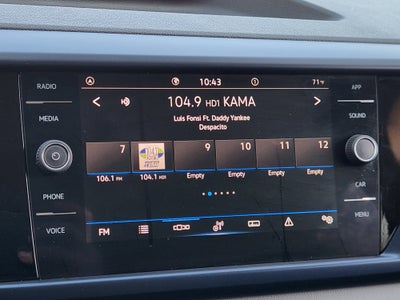 RADIO
MEDIA
PHONE
VOICE
APP
SOUND
CAR
MENU
10:43
71°F
104.9 HD1 KAMA
Luis Fonsi Ft. Daddy Yankee
Despacito
7
9
10
11
12
106.1 FM
104.1 HD1
Empty
Empty
Empty
Empty
FM